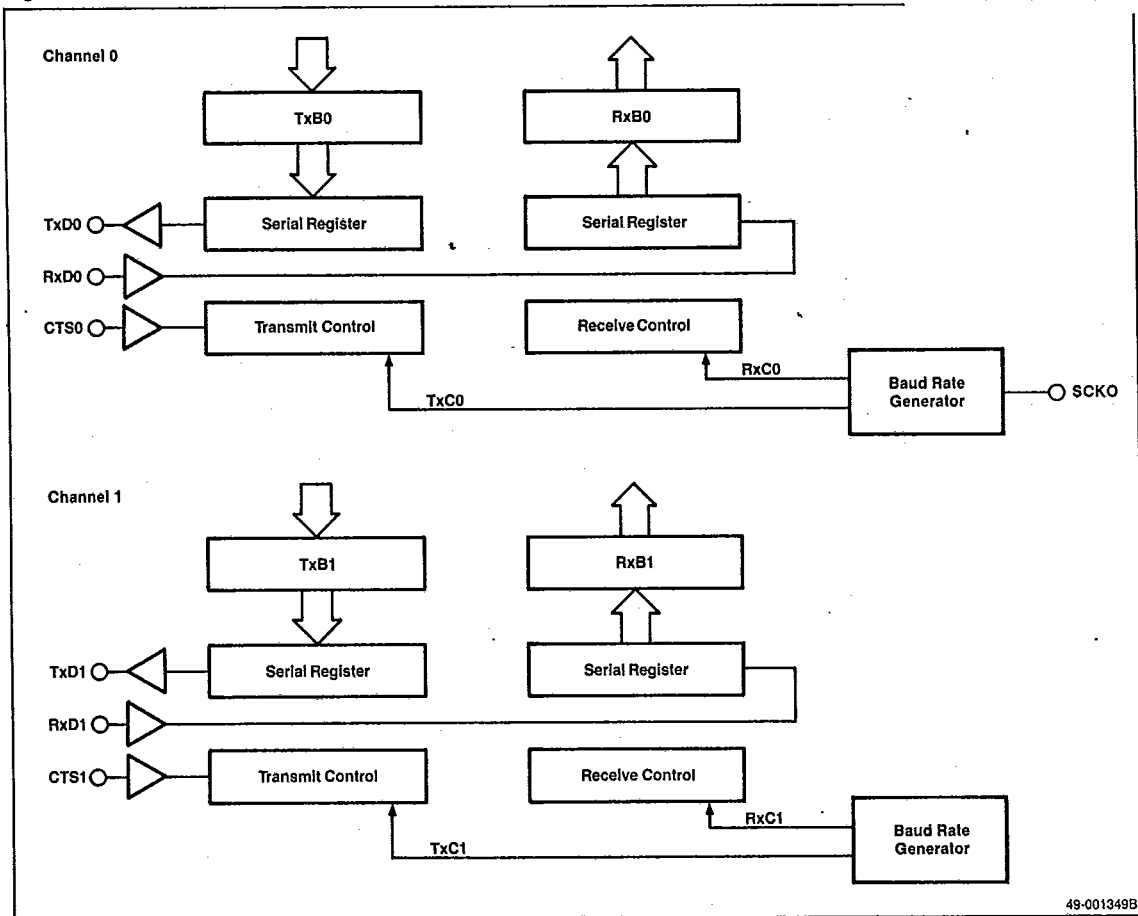 Channel 0
TxB0
RxB0
TxD0
Serial Register
Serial Register
RxD0
CTS0
Transmit Control
Receive Control
RxC0
TxC0
Baud Rate
Generator
SCKO
Channel 1
TxB1
RxB1
TxD1
Serial Register
Serial Register
RxD1
CTS1
Transmit Control
Receive Control
RxC1
TxC1
Baud Rate
Generator
49-001349B